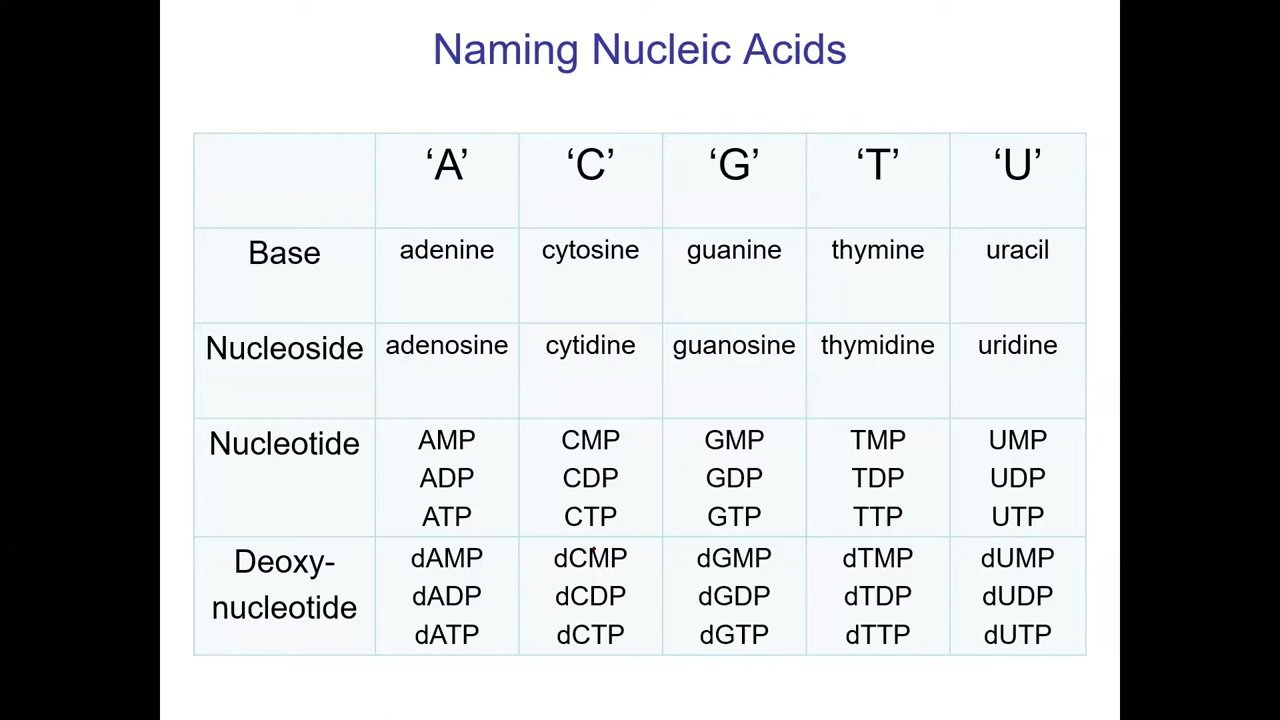 Naming Nucleic Acids
‘A’ ‘C’ ‘G’ ‘T’ ‘U’
Base adenine cytosine guanine thymine uracil
Nucleoside adenosine cytidine guanosine thymidine uridine
Nucleotide AMP CMP GMP TMP UMP
ADP CDP GDP TDP UDP
ATP CTP GTP TTP UTP
Deoxy- dAMP dCMP dGMP dTMP dUMP
nucleotide dADP dCDP dGDP dTDP dUDP
dATP dCTP dGTP dTTP dUTP